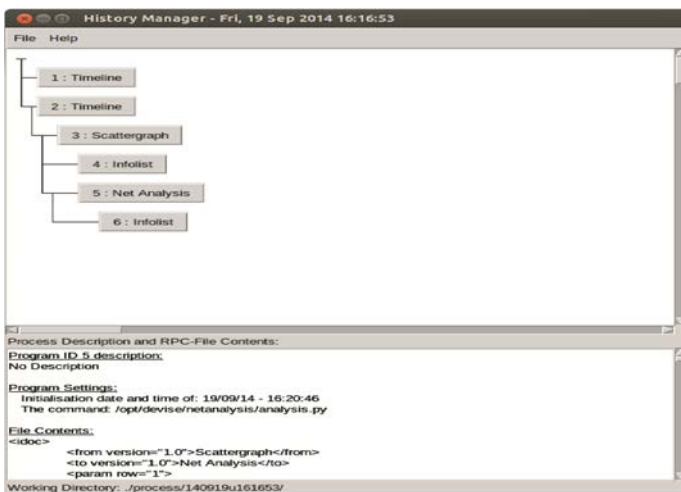 History Manager - Fri, 19 Sep 2014 16:16:53
File Help
1 : Timeline
2 : Timeline
3 : Scattergraph
4 : Infolist
5 : Net Analysis
6 : Infolist
Process Description and RPC-File Contents:
Program ID 5 description:
No Description
Program Settings:
Initialisation date and time of: 19/09/14 - 16:20:46
The command: /opt/devise/netanalysis/analysis.py
File Contents:
<idoc>
<from version="1.0">Scattergraph</from>
<to version="1.0">Net Analysis</to>
<param row="1">
Working Directory: ./process/140919u161653/